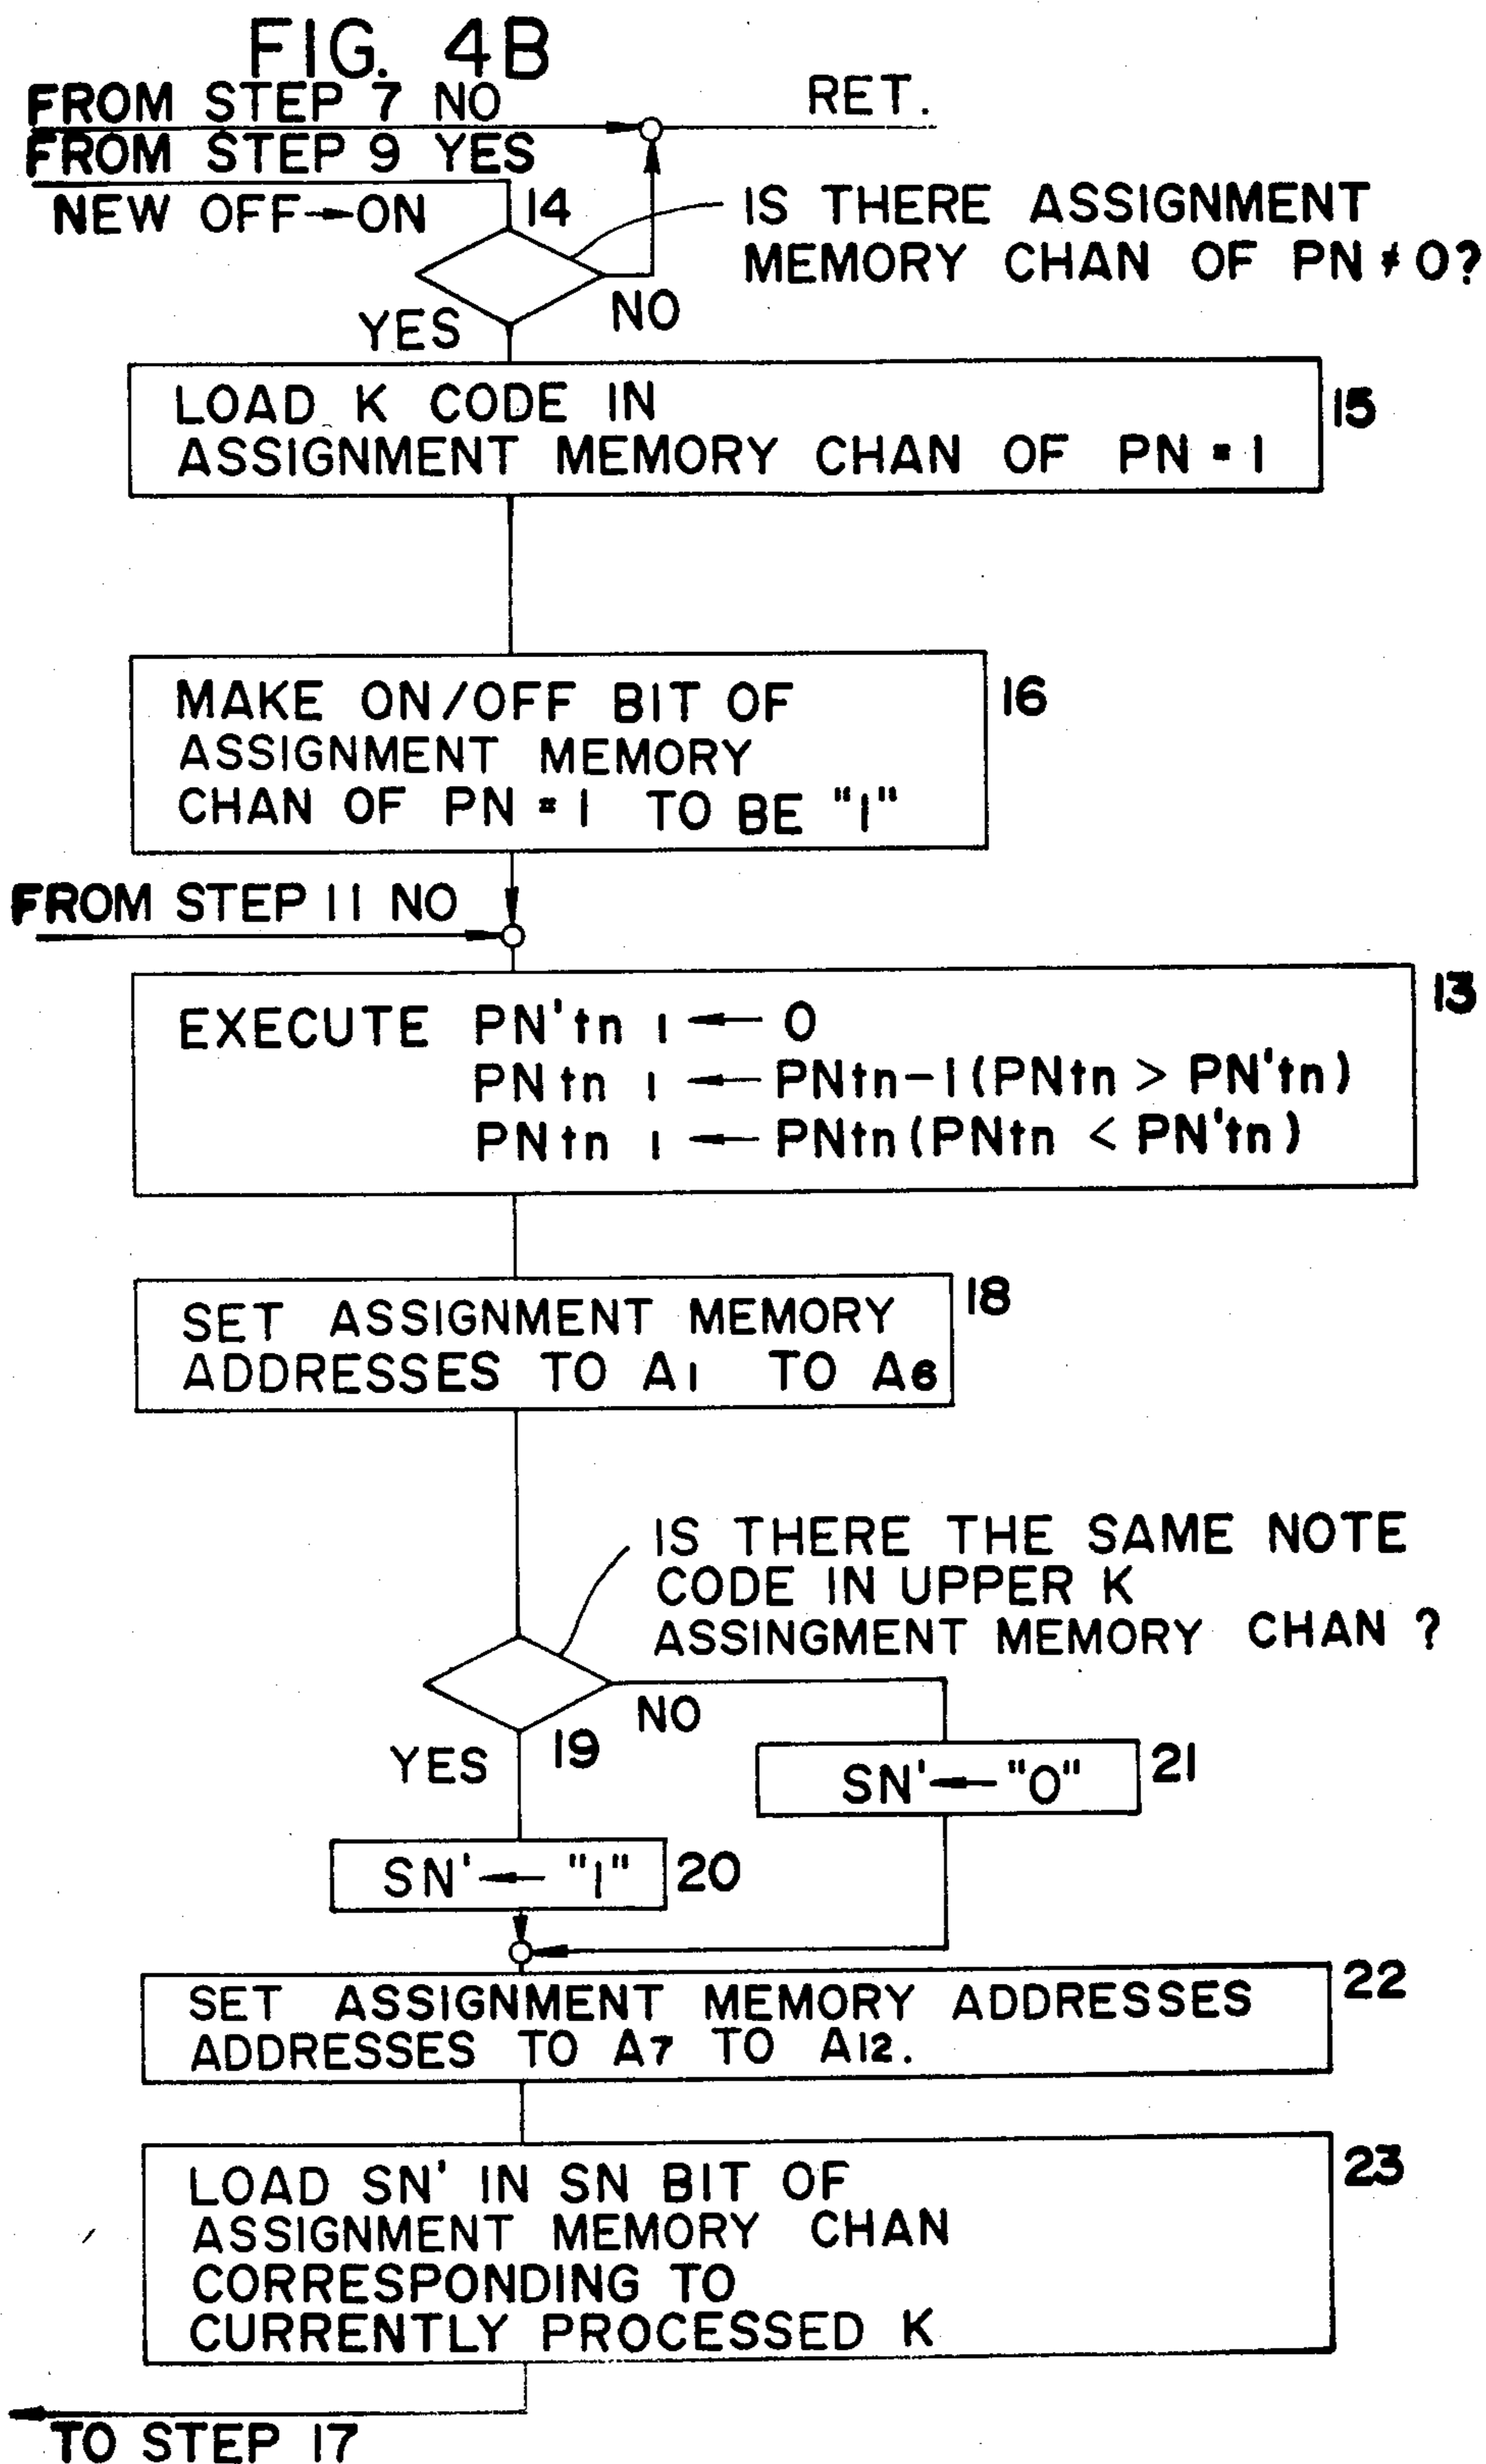 FIG. 4B
FROM STEP 7 NO
RET.
FROM STEP 9 YES
NEW OFF→ON
14
IS THERE ASSIGNMENT
MEMORY CHAN OF PN ≠ 0?
YES
NO
LOAD K CODE IN
ASSIGNMENT MEMORY CHAN OF PN = 1
15
MAKE ON/OFF BIT OF
ASSIGNMENT MEMORY
CHAN OF PN = 1 TO BE "1"
16
FROM STEP 11 NO
13
EXECUTE PN'tn ı ← 0
PNtn ı ← PNtn-1(PNtn > PN'tn)
PNtn ı ← PNtn(PNtn < PN'tn)
18
SET ASSIGNMENT MEMORY
ADDRESSES TO A1 TO A6
IS THERE THE SAME NOTE
CODE IN UPPER K
ASSINGMENT MEMORY CHAN ?
NO
19
YES
SN'← "0"
21
SN'← "1"
20
SET ASSIGNMENT MEMORY ADDRESSES
ADDRESSES TO A7 TO A12.
22
LOAD SN' IN SN BIT OF
ASSIGNMENT MEMORY CHAN
CORRESPONDING TO
CURRENTLY PROCESSED K
23
TO STEP 17